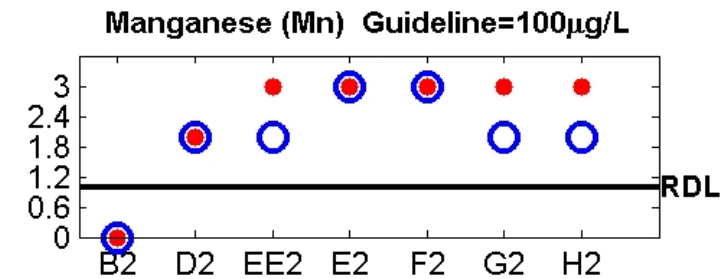 Manganese (Mn) Guideline=100µg/L
3
2.4
1.8
1.2
0.6
0
RDL
B2 D2 EE2 E2 F2 G2 H2